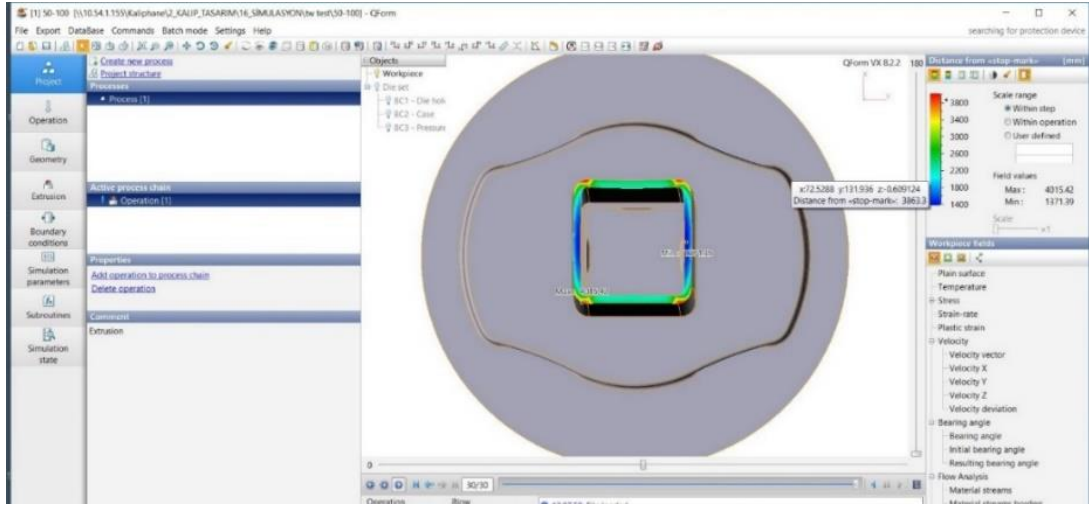 [1] 50-100 [\\10.54.1.155\Kaliphane\2_KALIP_TASARIM\16_SİMULASYON\tw test\50-100] - QForm
File Export DataBase Commands Batch mode Settings Help
searching for protection device
Project
Operation
Geometry
Extrusion
Boundary conditions
Simulation parameters
Subroutines
Simulation state
Create new process
Project structure
Processes
Process [1]
Active process chain
! Operation [1]
Properties
Add operation to process chain
Delete operation
Comment
Extrusion
Objects
Workpiece
Die set
BC1 - Die hol
BC2 - Case
BC3 - Pressure
QForm VX 8.2.2
180
x:72.5288 y:131.936 z:-0.609124
Distance from «stop-mark»: 3863.3
0
30/30
Operation
Blow
Distance from «stop-mark» [mm]
3800
3400
3000
2600
2200
1800
1400
Scale range
Within step
Within operation
User defined
Field values
Max: 4015.42
Min: 1371.39
Scale
x1
Workpiece fields
Plain surface
Temperature
Stress
Strain-rate
Plastic strain
Velocity
Velocity vector
Velocity X
Velocity Y
Velocity Z
Velocity deviation
Bearing angle
Bearing angle
Initial bearing angle
Resulting bearing angle
Flow Analysis
Material streams